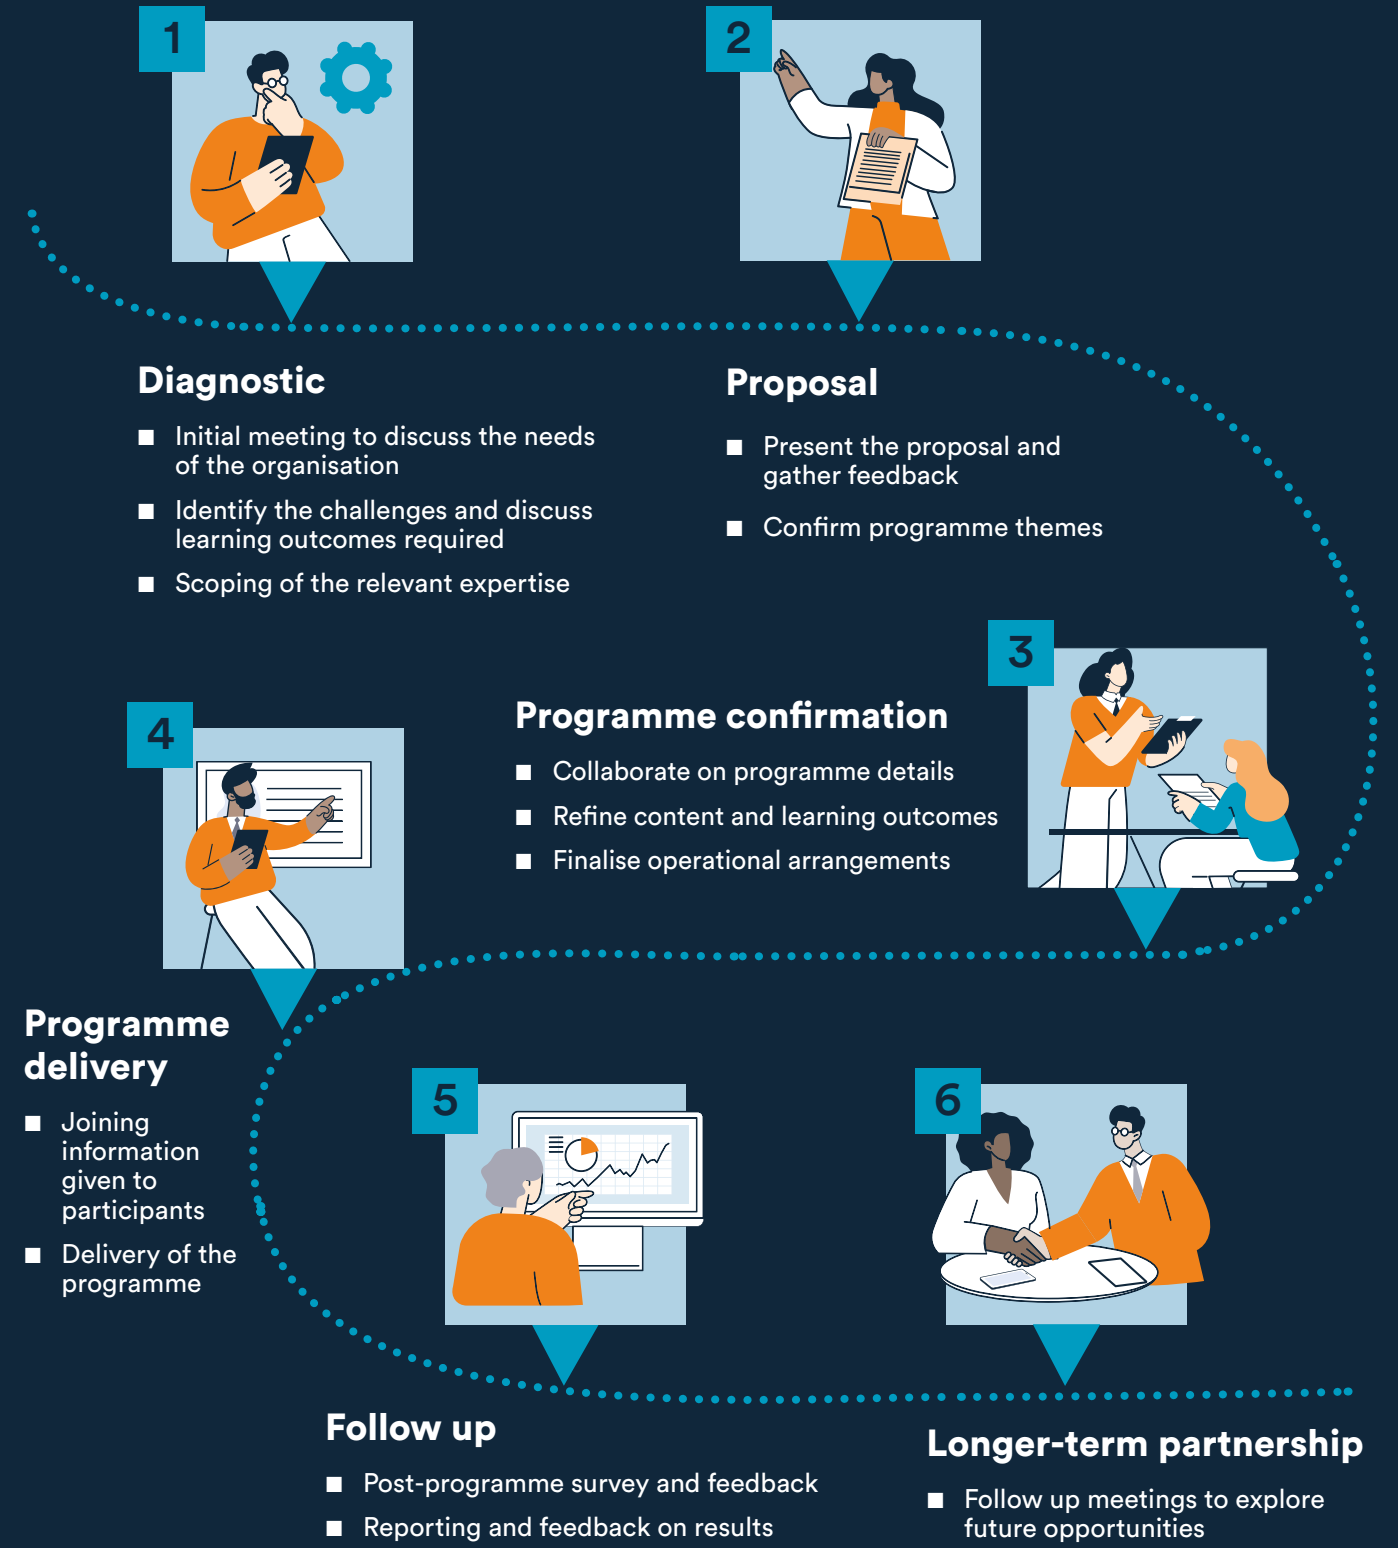 1
Diagnostic
■ Initial meeting to discuss the needs
of the organisation
■ Identify the challenges and discuss
learning outcomes required
■ Scoping of the relevant expertise
2
Proposal
■ Present the proposal and
gather feedback
■ Confirm programme themes
3
Programme confirmation
■ Collaborate on programme details
■ Refine content and learning outcomes
■ Finalise operational arrangements
4
Programme
delivery
■ Joining
information
given to
participants
■ Delivery of the
programme
5
Follow up
■ Post-programme survey and feedback
■ Reporting and feedback on results
6
Longer-term partnership
■ Follow up meetings to explore
future opportunities